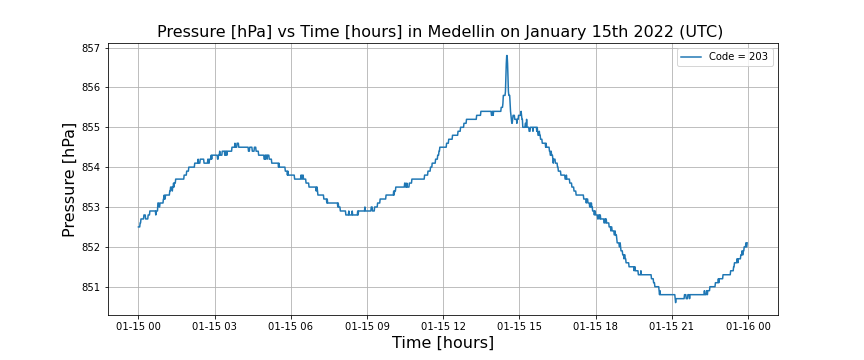 Pressure [hPa] vs Time [hours] in Medellin on January 15th 2022 (UTC)
Code = 203
Pressure [hPa]
857
856
855
854
853
852
851
01-15 00 01-15 03 01-15 06 01-15 09 01-15 12 01-15 15 01-15 18 01-15 21 01-16 00
Time [hours]